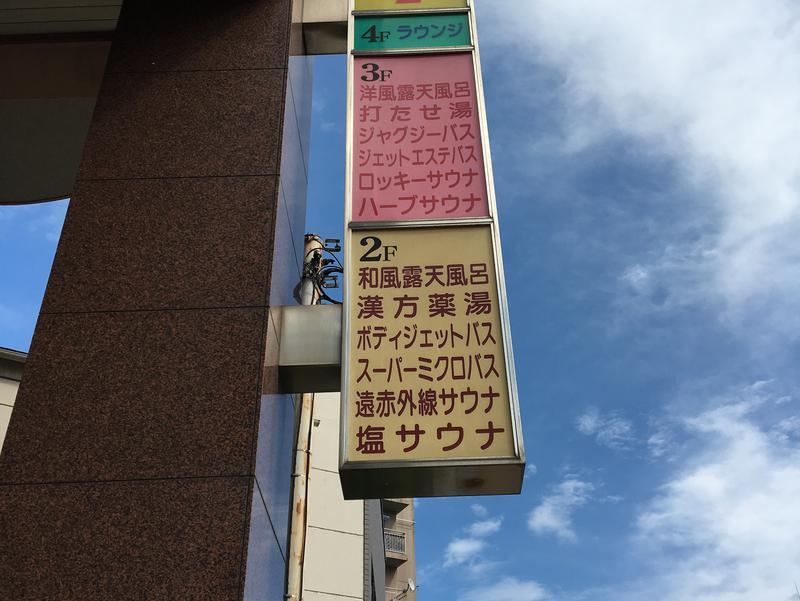 4F ラウンジ
3F
洋風露天風呂
打たせ湯
ジャグジーバス
ジェットエステバス
ロッキーサウナ
ハーブサウナ
2F
和風露天風呂
漢方薬湯
ボディジェットバス
スーパーミクロバス
遠赤外線サウナ
塩サウナ